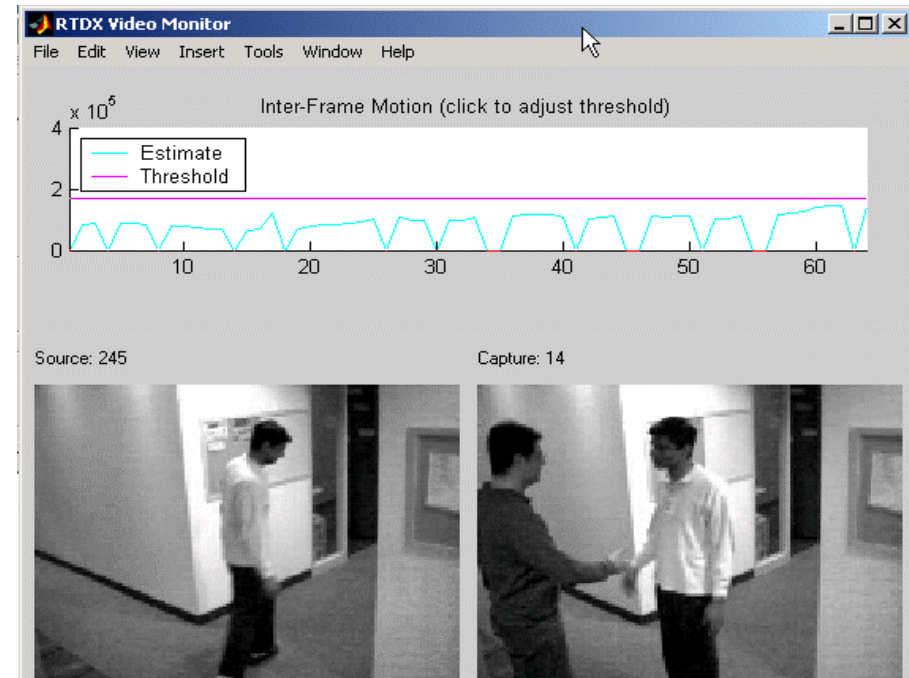 RTDX Video Monitor
File Edit View Insert Tools Window Help
x 10^5
Inter-Frame Motion (click to adjust threshold)
4
2
0
Estimate
Threshold
10 20 30 40 50 60
Source: 245
Capture: 14